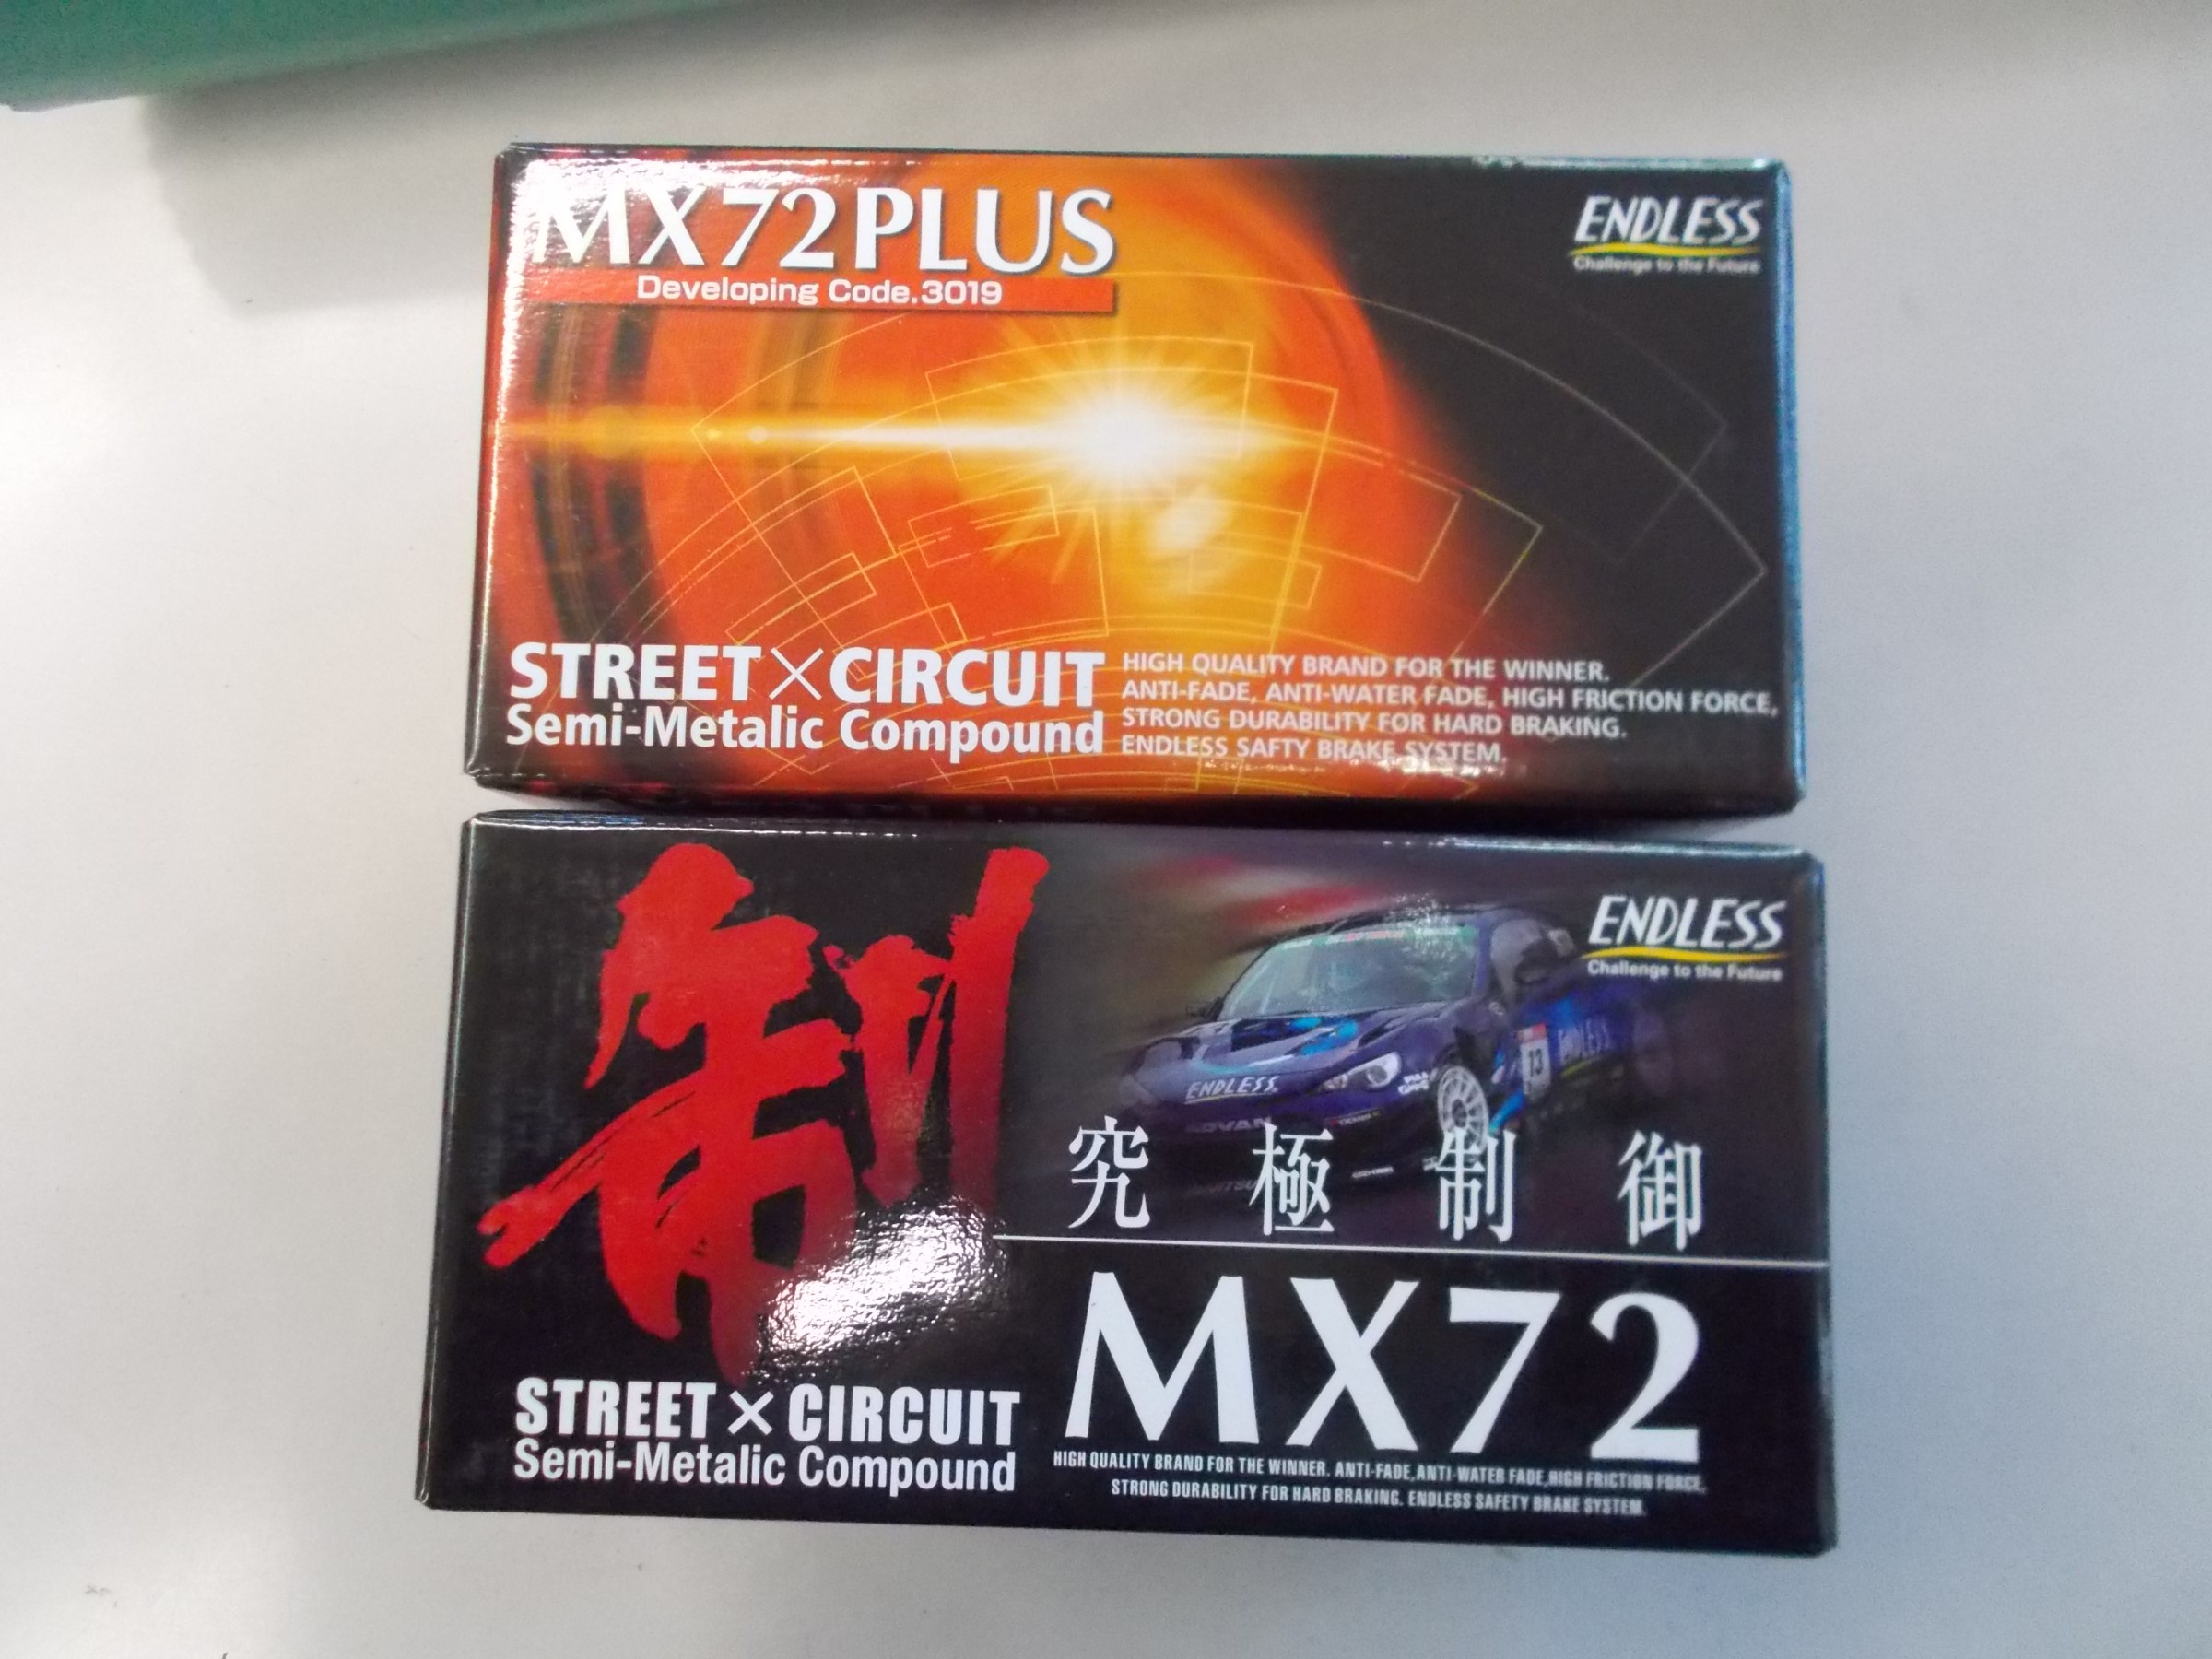 MX72PLUS
Developing Code.3019
ENDLESS
Challenge to the Future
STREET×CIRCUIT
Semi-Metalic Compound
HIGH QUALITY BRAND FOR THE WINNER.
ANTI-FADE, ANTI-WATER FADE, HIGH FRICTION FORCE,
STRONG DURABILITY FOR HARD BRAKING.
ENDLESS SAFTY BRAKE SYSTEM.
制
ENDLESS
Challenge to the Future
13
ENDLESS
ENDLESS
ADVAN
究極制御
MX72
STREET×CIRCUIT
Semi-Metalic Compound
HIGH QUALITY BRAND FOR THE WINNER. ANTI-FADE,ANTI-WATER FADE,HIGH FRICTION FORCE,
STRONG DURABILITY FOR HARD BRAKING. ENDLESS SAFETY BRAKE SYSTEM.